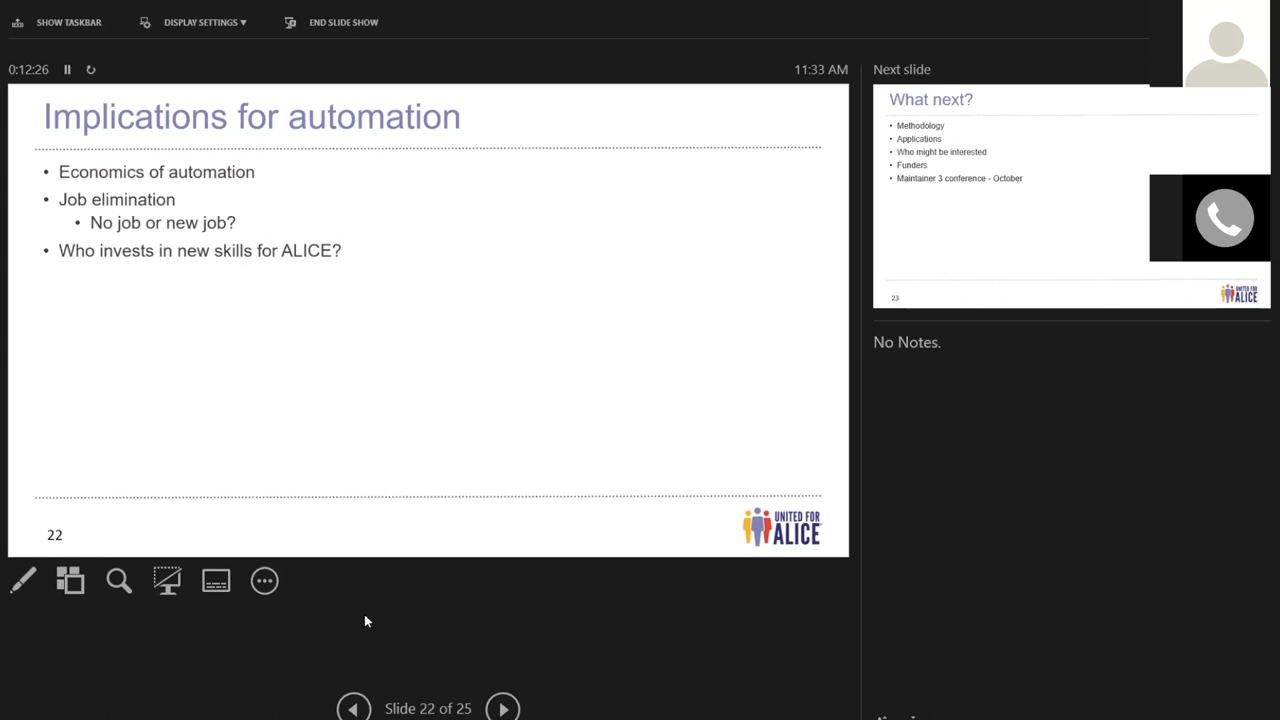 SHOW TASKBAR
DISPLAY SETTINGS ▼
END SLIDE SHOW
0:12:26
11:33 AM
Implications for automation
• Economics of automation
• Job elimination
• No job or new job?
• Who invests in new skills for ALICE?
22
UNITED FOR
ALICE
Next slide
What next?
• Methodology
• Applications
• Who might be interested
• Funders
• Maintainer 3 conference - October
23
UNITED FOR
ALICE
No Notes.
Slide 22 of 25